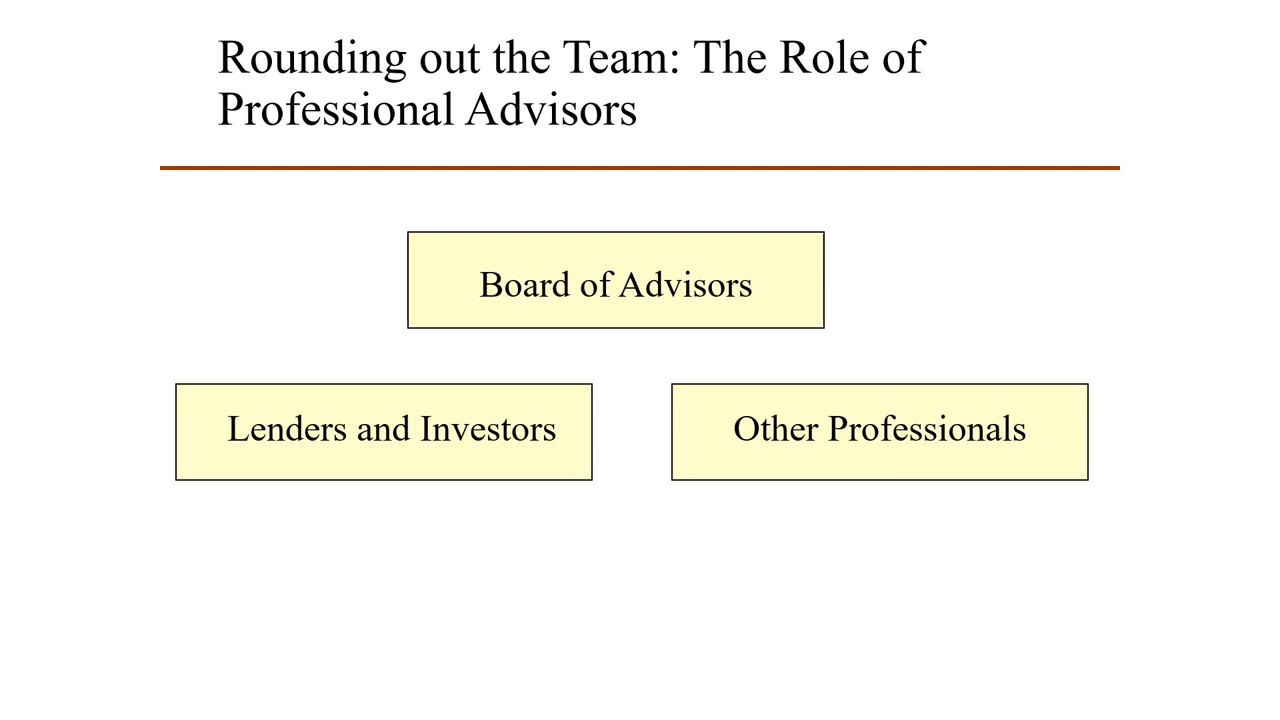 Rounding out the Team: The Role of
Professional Advisors
Board of Advisors
Lenders and Investors
Other Professionals